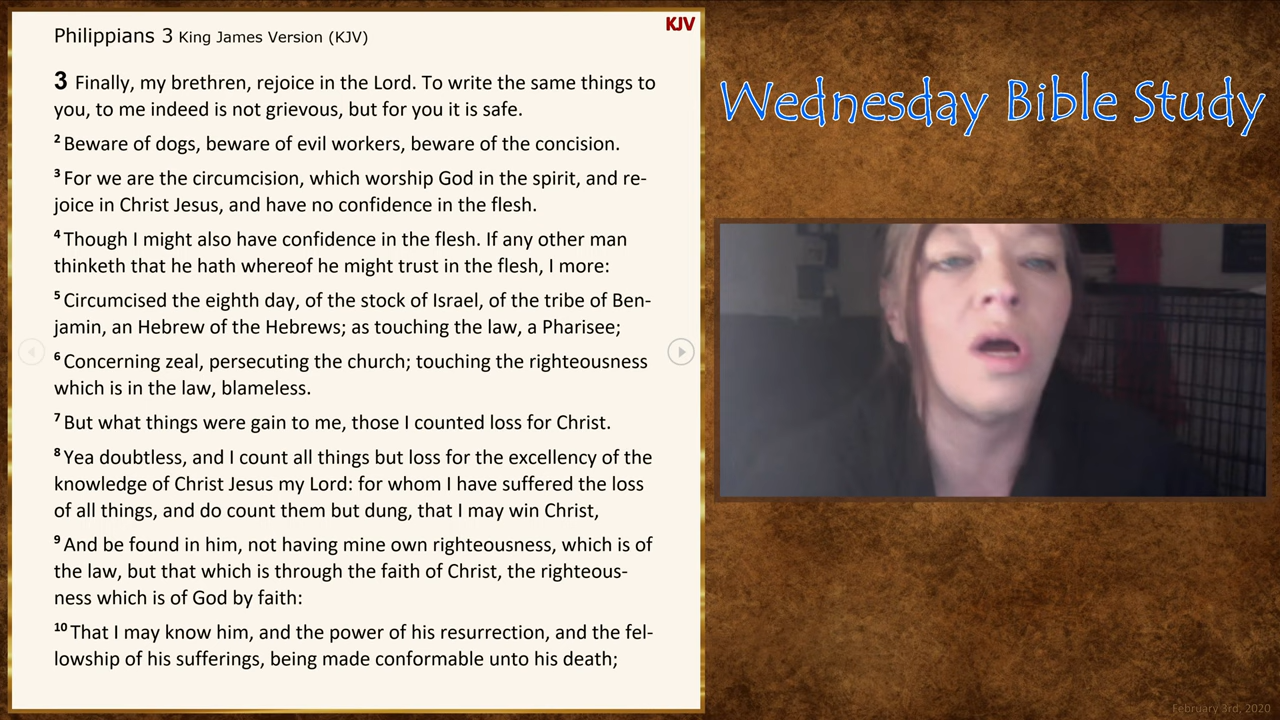 KJV
Philippians 3 King James Version (KJV)
3 Finally, my brethren, rejoice in the Lord. To write the same things to
you, to me indeed is not grievous, but for you it is safe.
2 Beware of dogs, beware of evil workers, beware of the concision.
3 For we are the circumcision, which worship God in the spirit, and re-
joice in Christ Jesus, and have no confidence in the flesh.
4 Though I might also have confidence in the flesh. If any other man
thinketh that he hath whereof he might trust in the flesh, I more:
5 Circumcised the eighth day, of the stock of Israel, of the tribe of Ben-
jamin, an Hebrew of the Hebrews; as touching the law, a Pharisee;
6 Concerning zeal, persecuting the church; touching the righteousness
which is in the law, blameless.
7 But what things were gain to me, those I counted loss for Christ.
8 Yea doubtless, and I count all things but loss for the excellency of the
knowledge of Christ Jesus my Lord: for whom I have suffered the loss
of all things, and do count them but dung, that I may win Christ,
9 And be found in him, not having mine own righteousness, which is of
the law, but that which is through the faith of Christ, the righteous-
ness which is of God by faith:
10 That I may know him, and the power of his resurrection, and the fel-
lowship of his sufferings, being made conformable unto his death;
Wednesday Bible Study
February 3rd, 2020